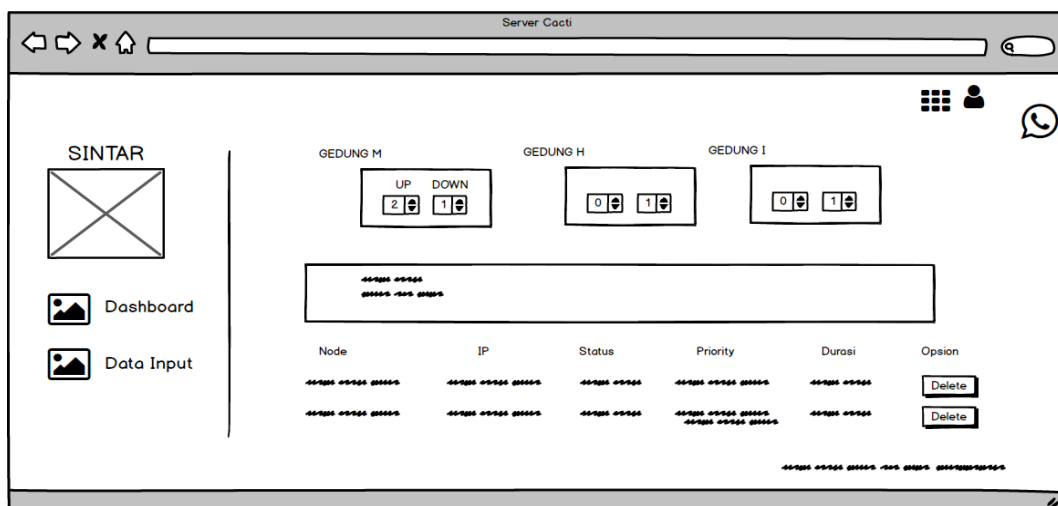 Server Cacti
SINTAR
Dashboard
Data Input
GEDUNG M
UP DOWN
2 1
GEDUNG H
0 1
GEDUNG I
0 1
Node IP Status Priority Durasi Opsion
Delete
Delete